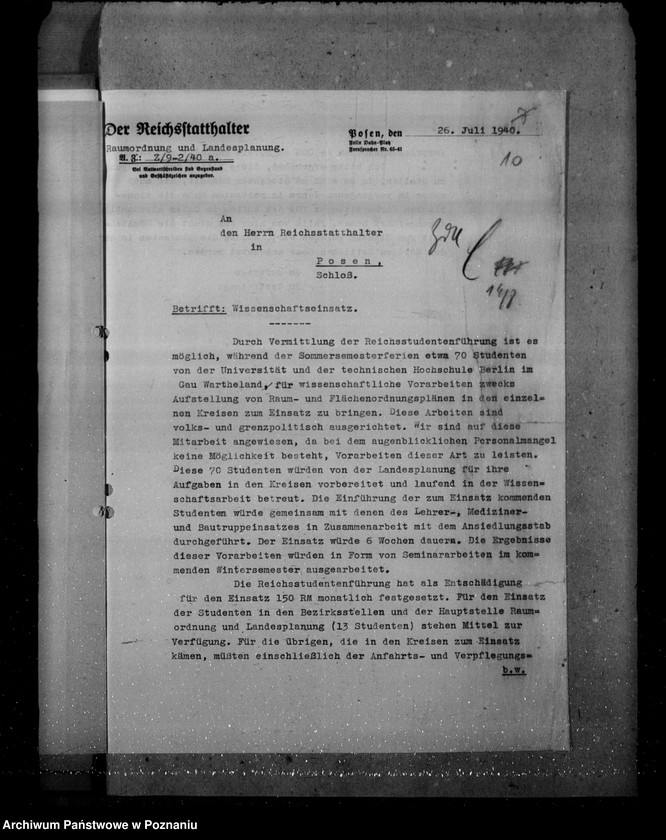 Der Reichsstatthalter
Raumordnung und Landesplanung.
A. Z.: Z/9-2/40 a.
Bei Antwortschreiben sind Gegenstand
und Geschäftszeichen anzugeben.
Posen, den 26. Juli 1940.
Felix Dahn-Platz
Fernsprecher Nr. 65-61
10
An
den Herrn Reichsstatthalter
in
Posen,
Schloß.
Betrifft: Wissenschaftseinsatz.
-------
Durch Vermittlung der Reichsstudentenführung ist es
möglich, während der Sommersemesterferien etwa 70 Studenten
von der Universität und der technischen Hochschule Berlin im
Gau Wartheland, für wissenschaftliche Vorarbeiten zwecks
Aufstellung von Raum- und Flächenordnungsplänen in den einzel=
nen Kreisen zum Einsatz zu bringen. Diese Arbeiten sind
volks- und grenzpolitisch ausgerichtet. Wir sind auf diese
Mitarbeit angewiesen, da bei dem augenblicklichen Personalmangel
keine Möglichkeit besteht, Vorarbeiten dieser Art zu leisten.
Diese 70 Studenten würden von der Landesplanung für ihre
Aufgaben in den Kreisen vorbereitet und laufend in der Wissen=
schaftsarbeit betreut. Die Einführung der zum Einsatz kommenden
Studenten würde gemeinsam mit denen des Lehrer-, Mediziner-
und Bautruppeinsatzes in Zusammenarbeit mit dem Ansiedlungsstab
durchgeführt. Der Einsatz würde 6 Wochen dauern. Die Ergebnisse
dieser Vorarbeiten würden in Form von Seminararbeiten im kom=
menden Wintersemester ausgearbeitet.
Die Reichsstudentenführung hat als Entschädigung
für den Einsatz 150 RM monatlich festgesetzt. Für den Einsatz
der Studenten in den Bezirksstellen und der Hauptstelle Raum=
ordnung und Landesplanung (13 Studenten) stehen Mittel zur
Verfügung. Für die übrigen, die in den Kreisen zum Einsatz
kämen, müßten einschließlich der Anfahrts- und Verpflegungs=
b.w.
Archiwum Państwowe w Poznaniu